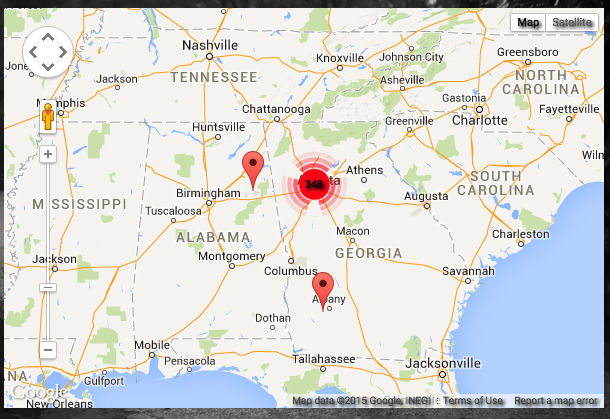 Map
Satellite
Nashville
Knoxville
Johnson City
Greensboro
Jackson
TENNESSEE
Asheville
NORTH
CAROLINA
Memphis
Chattanooga
Gastonia
Charlotte
Fayetteville
Huntsville
Greenville
346
Athens
SOUTH
CAROLINA
Birmingham
Augusta
MISSISSIPPI
Tuscaloosa
ALABAMA
Macon
GEORGIA
Charleston
Jackson
Montgomery
Columbus
Savannah
Albany
Dothan
Mobile
Pensacola
Tallahassee
Jacksonville
Gulfport
Google
New Orleans
Map data ©2015 Google, INEGI
Terms of Use
Report a map error